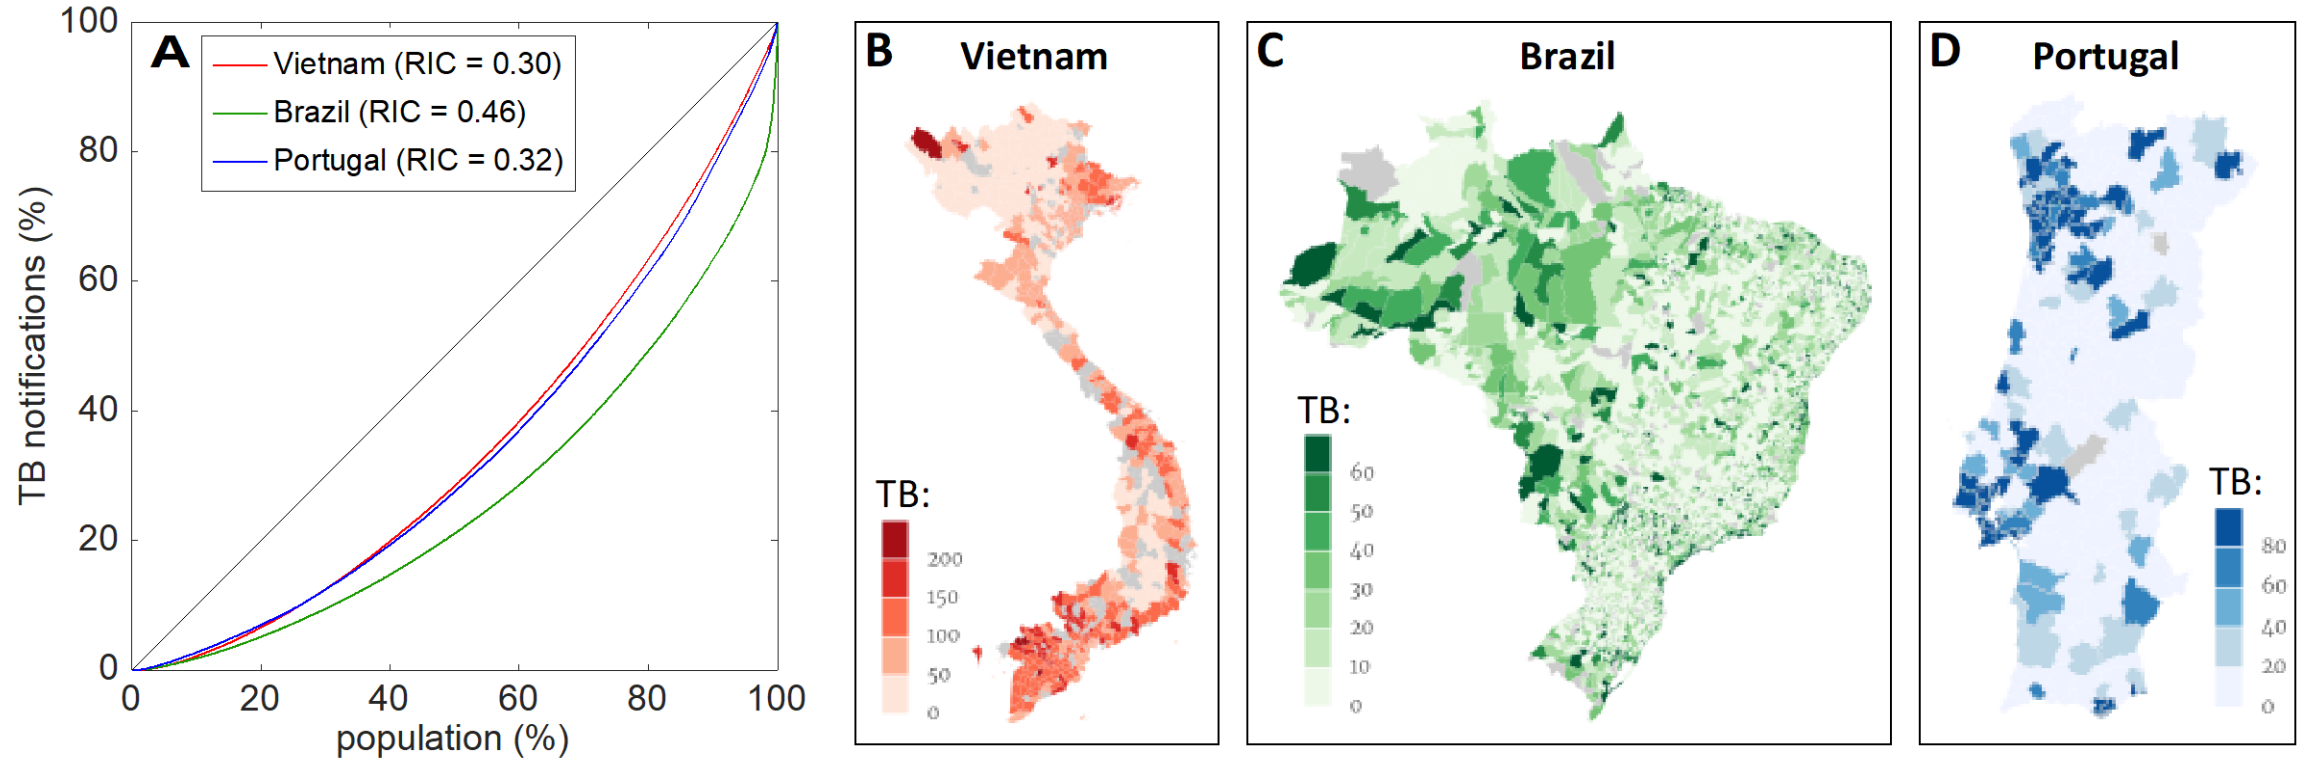 A
Vietnam (RIC = 0.30)
Brazil (RIC = 0.46)
Portugal (RIC = 0.32)
TB notifications (%)
100
80
60
40
20
0
0 20 40 60 80 100
population (%)
B Vietnam
TB:
200
150
100
50
0
C Brazil
TB:
60
50
40
30
20
10
0
D Portugal
TB:
80
60
40
20
0